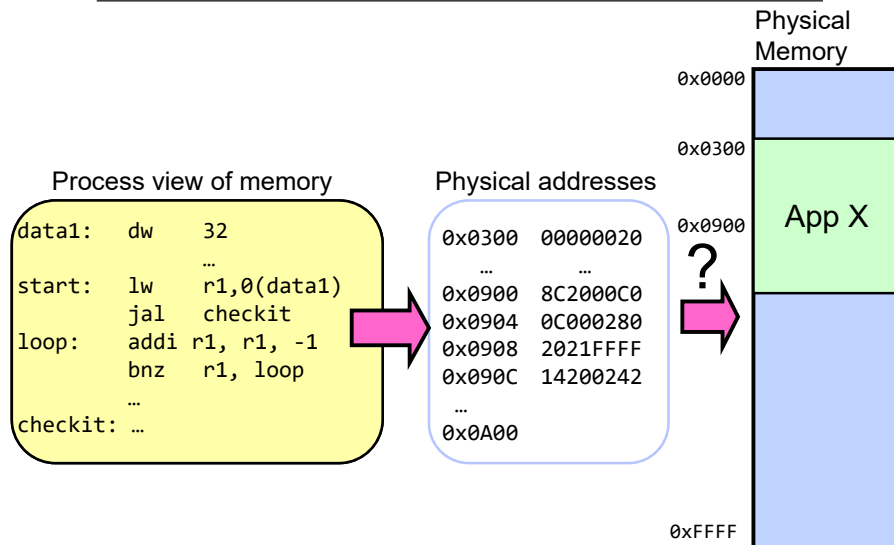 Physical
Memory
0x0000
0x0300
Process view of memory
Physical addresses
data1: dw 32
…
start: lw r1,0(data1)
jal checkit
loop: addi r1, r1, -1
bnz r1, loop
…
checkit: …
0x0300 00000020
… …
0x0900 8C2000C0
0x0904 0C000280
0x0908 2021FFFF
0x090C 14200242
…
0x0A00
0x0900
App X
?
0xFFFF